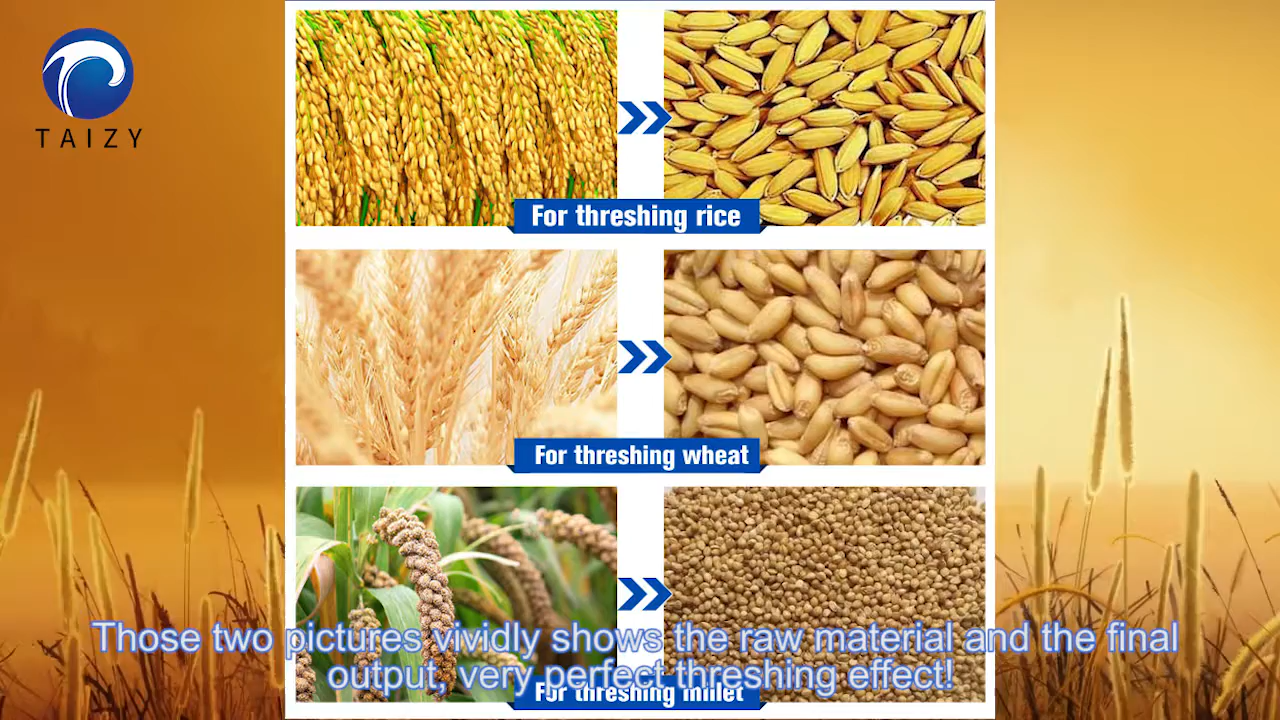 TAIZY
For threshing rice
For threshing wheat
Those two pictures vividly shows the raw material and the final
output, very perfect threshing effect!
For threshing millet